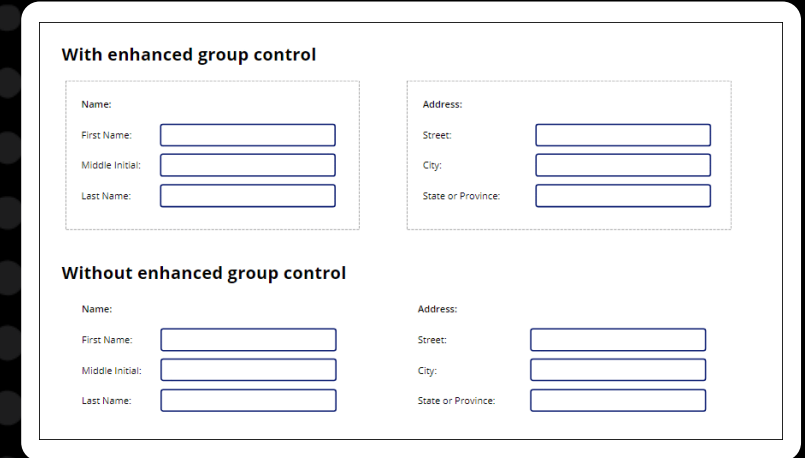 With enhanced group control
Name:
First Name:
Middle Initial:
Last Name:
Address:
Street:
City:
State or Province:
Without enhanced group control
Name:
First Name:
Middle Initial:
Last Name:
Address:
Street:
City:
State or Province: